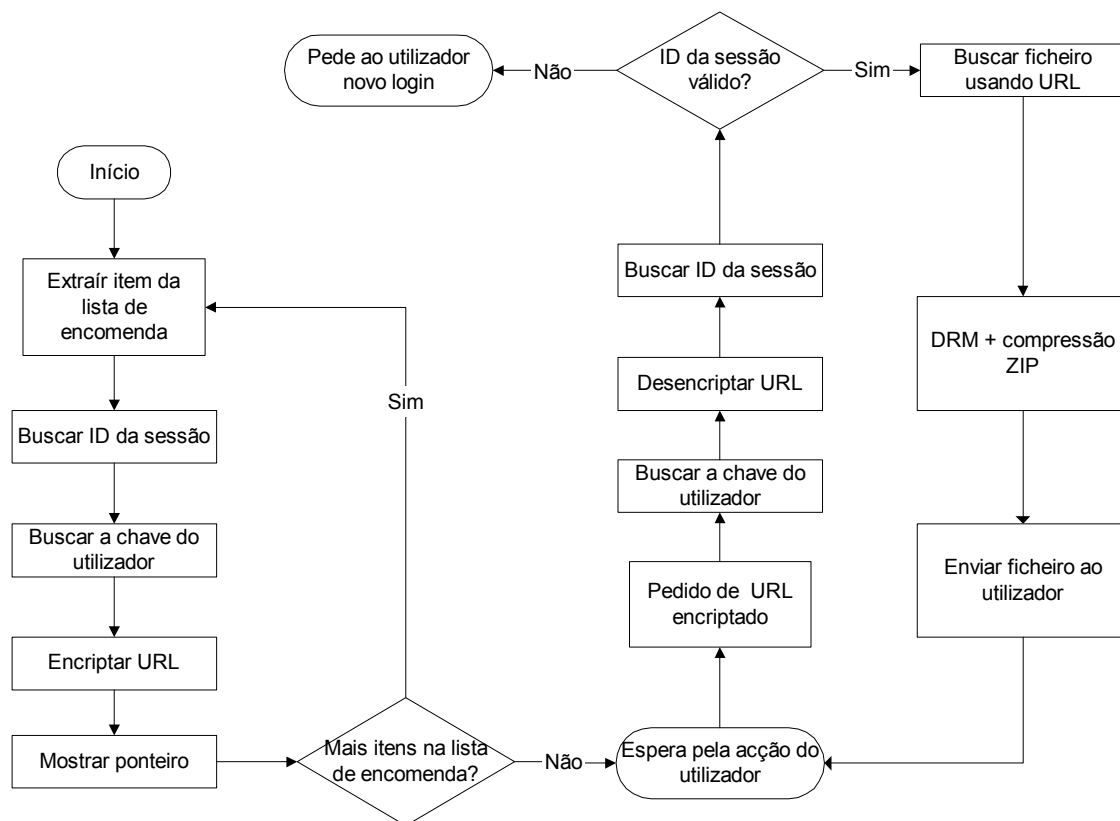 Início
Extraír item da
lista de
encomenda
Buscar ID da sessão
Buscar a chave do
utilizador
Encriptar URL
Mostrar ponteiro
Mais itens na lista
de encomenda?
Sim
Não
Espera pela acção do
utilizador
Pedido de URL
encriptado
Buscar a chave do
utilizador
Desencriptar URL
Buscar ID da sessão
ID da sessão
válido?
Não
Pede ao utilizador
novo login
Sim
Buscar ficheiro
usando URL
DRM + compressão
ZIP
Enviar ficheiro ao
utilizador